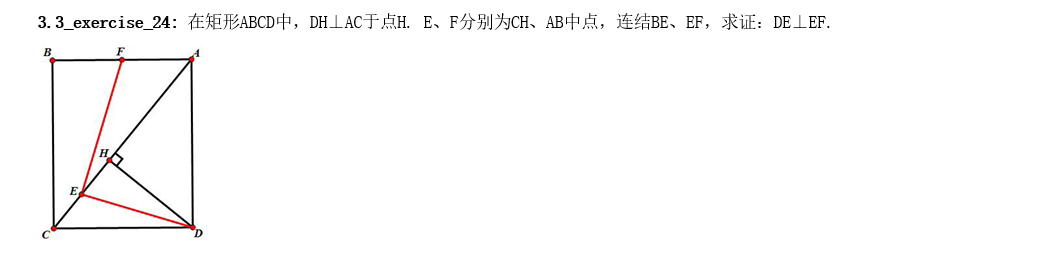 3.3_exercise_24: 在矩形ABCD中，DH⊥AC于点H. E、F分别为CH、AB中点，连结BE、EF，求证：DE⊥EF.
B F A
H
E
C D